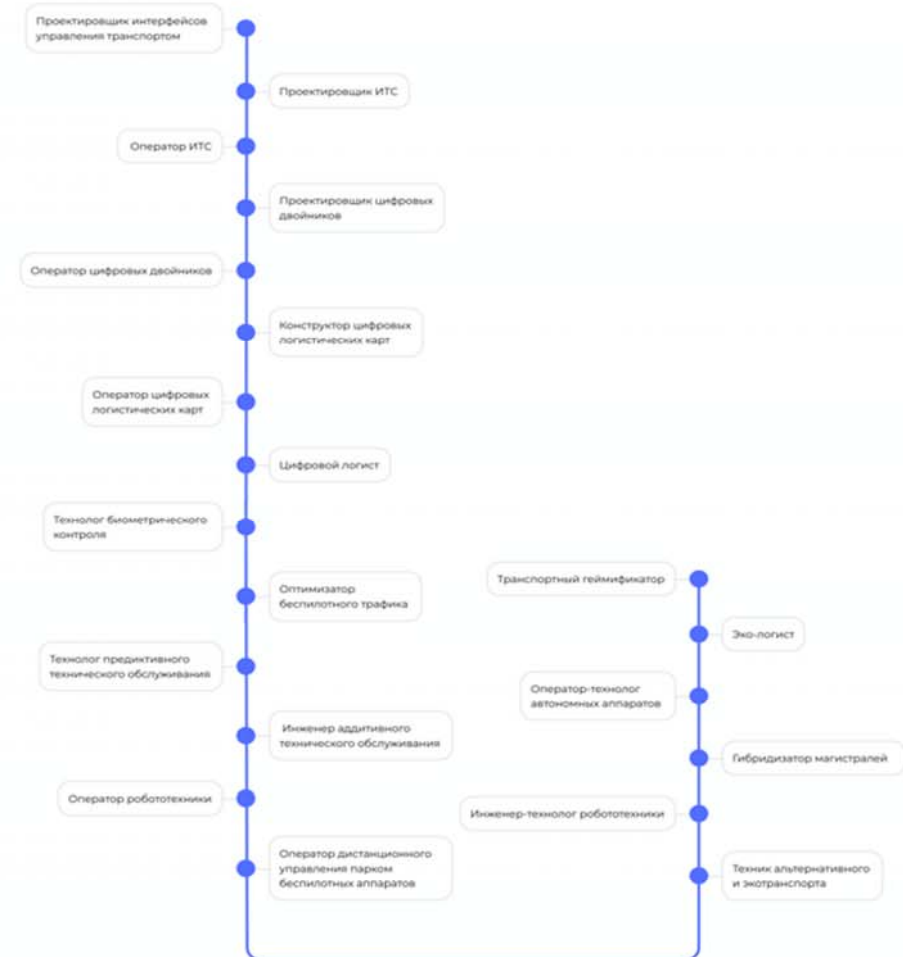 Проектировщик интерфейсов
управления транспортом
Проектировщик ИТС
Оператор ИТС
Проектировщик цифровых
двойников
Оператор цифровых двойников
Конструктор цифровых
логистических карт
Оператор цифровых
логистических карт
Цифровой логист
Технолог биометрического
контроля
Оптимизатор
беспилотного трафика
Технолог предиктивного
технического обслуживания
Инженер аддитивного
технического обслуживания
Оператор робототехники
Оператор дистанционного
управления парком
беспилотных аппаратов
Транспортный геймификатор
Эко-логист
Оператор-технолог
автономных аппаратов
Гибридизатор магистралей
Инженер-технолог робототехники
Техник альтернативного
и экотранспорта